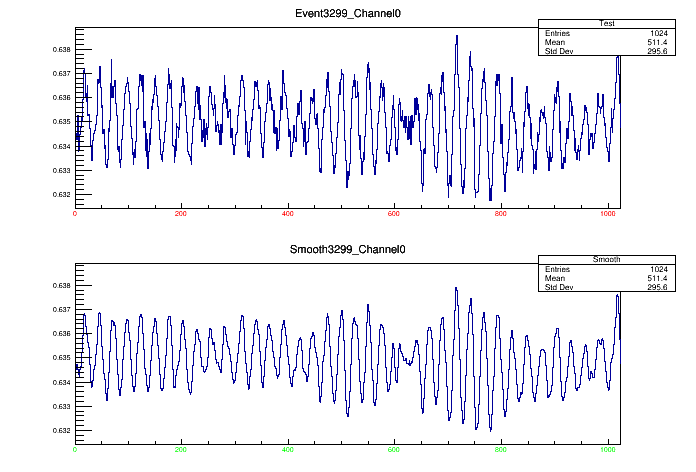 Event3299_Channel0
Test
Entries 1024
Mean 511.4
Std Dev 295.6
0.638
0.637
0.636
0.635
0.634
0.633
0.632
0 200 400 600 800 1000
Smooth3299_Channel0
Smooth
Entries 1024
Mean 511.4
Std Dev 295.6
0.638
0.637
0.636
0.635
0.634
0.633
0.632
0 200 400 600 800 1000